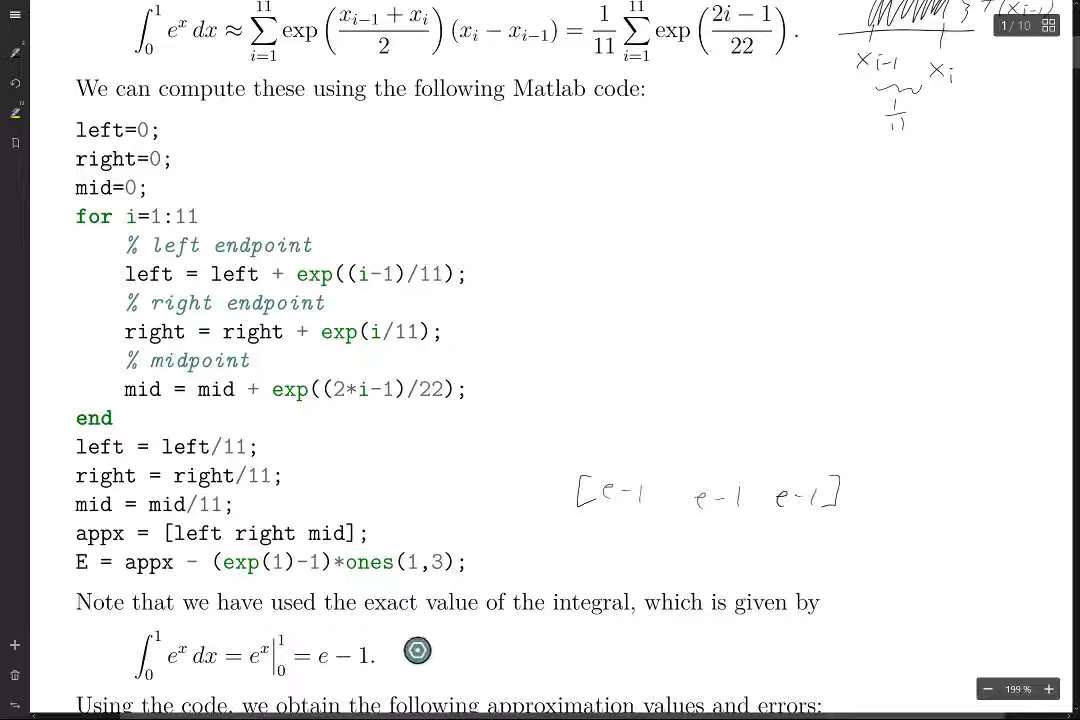 ∫₀¹ eˣ dx ≈ ∑ᵢ₌₁¹¹ exp((xᵢ₋₁ + xᵢ)/2) (xᵢ − xᵢ₋₁) = 1/11 ∑ᵢ₌₁¹¹ exp((2i − 1)/22).
1 / 10
xᵢ₋₁ xᵢ
1/11
We can compute these using the following Matlab code:
left=0;
right=0;
mid=0;
for i=1:11
% left endpoint
left = left + exp((i-1)/11);
% right endpoint
right = right + exp(i/11);
% midpoint
mid = mid + exp((2*i-1)/22);
end
left = left/11;
right = right/11;
mid = mid/11;
[e-1 e-1 e-1]
appx = [left right mid];
E = appx - (exp(1)-1)*ones(1,3);
Note that we have used the exact value of the integral, which is given by
∫₀¹ eˣ dx = eˣ|₀¹ = e − 1.
199 %
Using the code, we obtain the following approximation values and errors: